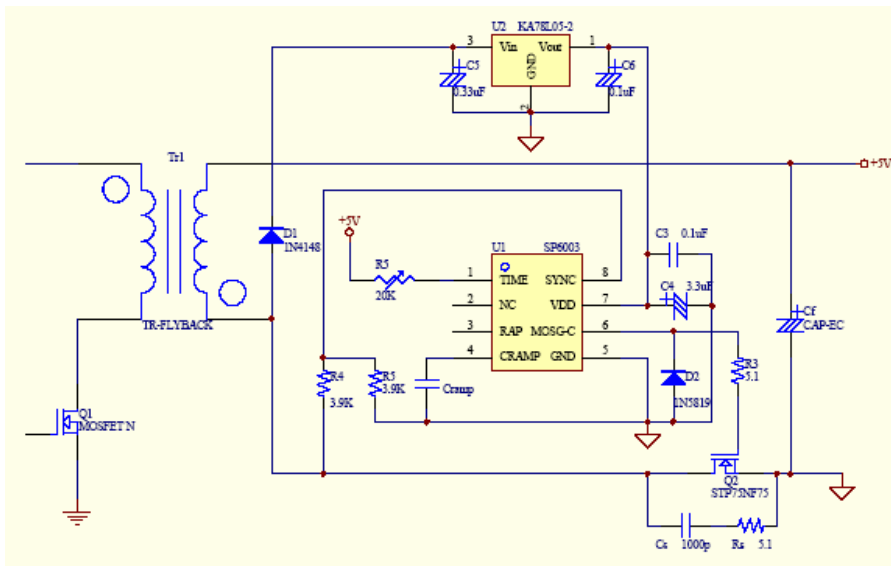 U2 KA78L05-2
3 Vin Vout 1
GND
2
C5
0.33uF
C6
0.1uF
Tr1
+5V
D1
1N4148
+5V
U1 SP6003
C3 0.1uF
R5
20K
1 TIME SYNC 8
2 NC VDD 7
3 RAP MOSG-C 6
4 CRAMP GND 5
C4 3.3uF
TR-FLYBACK
Cf
CAP-EC
R4
3.9K
R5
3.9K
Cramp
D2
1N5819
R3
5.1
Q1
MOSFET N
Q2
STP75NF75
Cs 1000p Rs 5.1